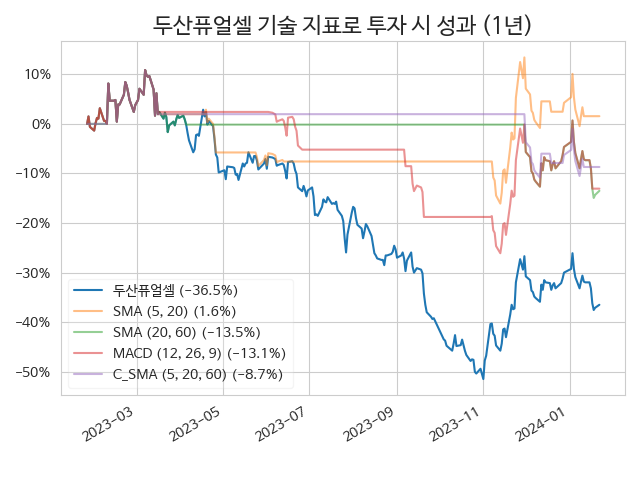 두산퓨얼셀 기술 지표로 투자 시 성과 (1년)
10%
0%
−10%
−20%
−30%
−40%
−50%
두산퓨얼셀 (−36.5%)
SMA (5, 20) (1.6%)
SMA (20, 60) (−13.5%)
MACD (12, 26, 9) (−13.1%)
C_SMA (5, 20, 60) (−8.7%)
2023−03
2023−05
2023−07
2023−09
2023−11
2024−01